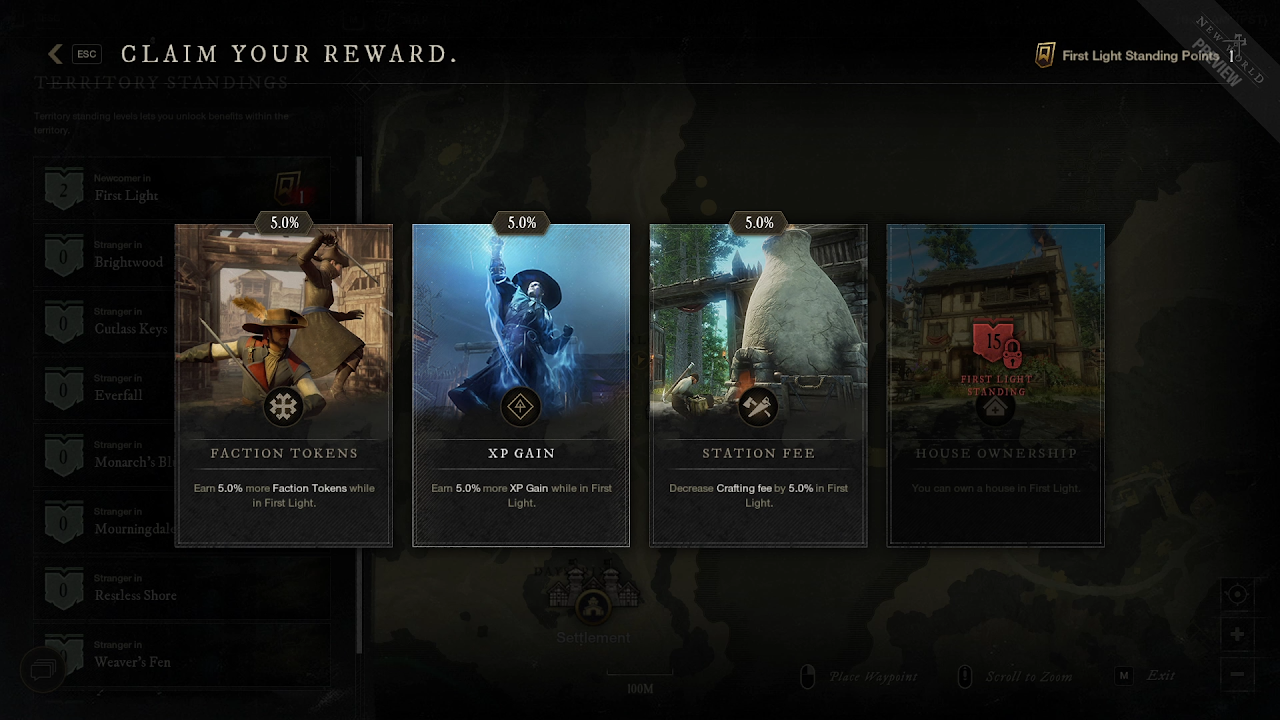 ESC
CLAIM YOUR REWARD.
First Light Standing Points 1
NEW WORLD
PREVIEW
TERRITORY STANDINGS
Territory standing levels lets you unlock benefits within the
territory.
2
Newcomer in
First Light
1
0
Stranger in
Brightwood
0
Stranger in
Cutlass Keys
0
Stranger in
Everfall
0
Stranger in
Monarch's Bl
0
Stranger in
Mourningdale
0
Stranger in
Restless Shore
0
Stranger in
Weaver's Fen
5.0%
FACTION TOKENS
Earn 5.0% more Faction Tokens while
in First Light.
5.0%
XP GAIN
Earn 5.0% more XP Gain while in First
Light.
5.0%
STATION FEE
Decrease Crafting fee by 5.0% in First
Light.
15
FIRST LIGHT
STANDING
HOUSE OWNERSHIP
You can own a house in First Light.
Settlement
100M
Place Waypoint
Scroll to Zoom
M
Exit